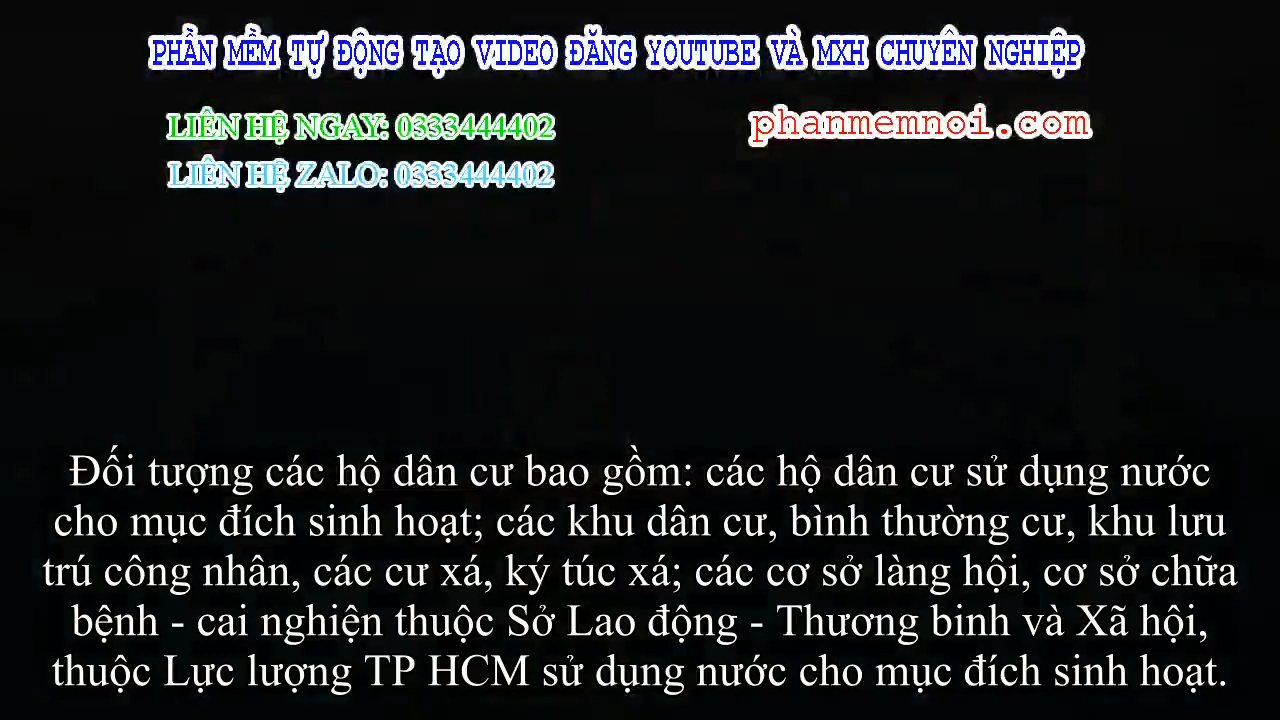 PHẦN MỀM TỰ ĐỘNG TẠO VIDEO ĐĂNG YOUTUBE VÀ MXH CHUYÊN NGHIỆP
LIÊN HỆ NGAY: 0333444402
phanmemnoi.com
LIÊN HỆ ZALO: 0333444402
Đối tượng các hộ dân cư bao gồm: các hộ dân cư sử dụng nước
cho mục đích sinh hoạt; các khu dân cư, bình thường cư, khu lưu
trú công nhân, các cư xá, ký túc xá; các cơ sở làng hội, cơ sở chữa
bệnh - cai nghiện thuộc Sở Lao động - Thương binh và Xã hội,
thuộc Lực lượng TP HCM sử dụng nước cho mục đích sinh hoạt.